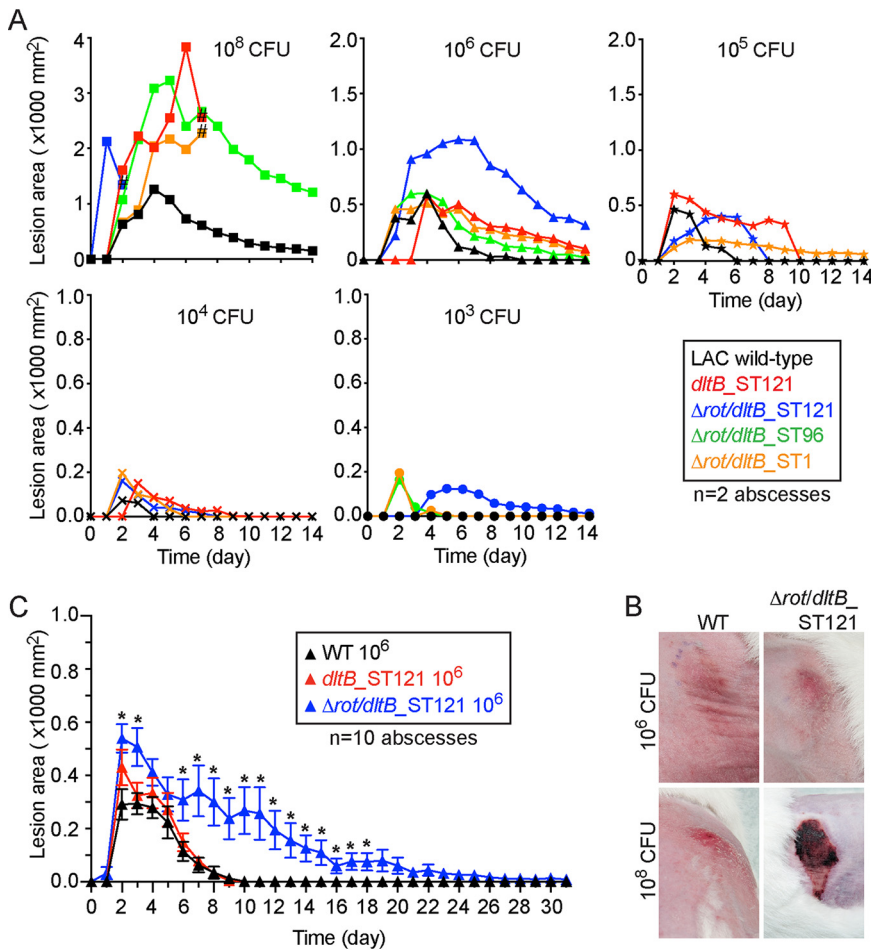 A
10⁸ CFU
10⁶ CFU
10⁵ CFU
Lesion area ( x1000 mm²)
4
3
2
1
0
2.0
1.5
1.0
0.5
0
2.0
1.5
1.0
0.5
0
#
#
#
0 2 4 6 8 10 12 14
Time (day)
10⁴ CFU
10³ CFU
Lesion area ( x1000 mm²)
1.0
0.8
0.6
0.4
0.2
0.0
1.0
0.8
0.6
0.4
0.2
0.0
0 2 4 6 8 10 12 14
0 2 4 6 8 10 12 14
Time (day)
Time (day)
LAC wild-type
dltB_ST121
Δrot/dltB_ST121
Δrot/dltB_ST96
Δrot/dltB_ST1
n=2 abscesses
C
Lesion area ( x1000 mm²)
1.0
0.8
0.6
0.4
0.2
0.0
WT 10⁶
dltB_ST121 10⁶
Δrot/dltB_ST121 10⁶
n=10 abscesses
* * * * * * * * * * * * * * *
0 2 4 6 8 10 12 14 16 18 20 22 24 26 28 30
Time (day)
B
WT
Δrot/dltB_
ST121
10⁶ CFU
10⁸ CFU